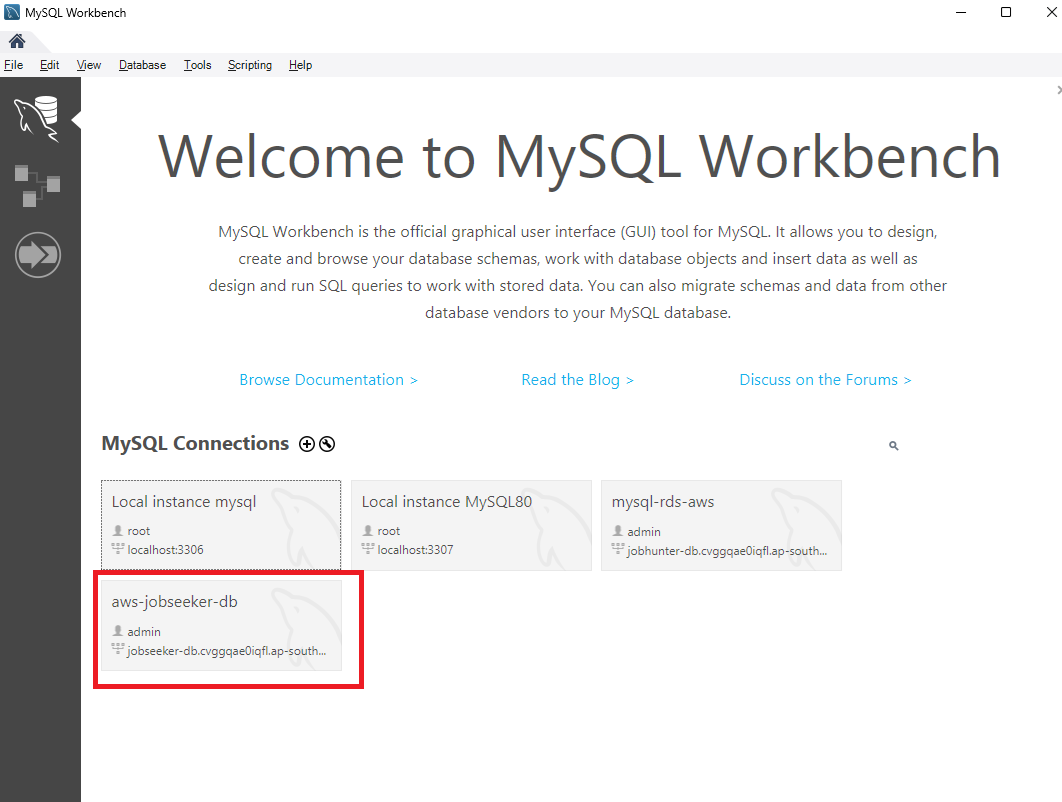 MySQL Workbench
File Edit View Database Tools Scripting Help
Welcome to MySQL Workbench
MySQL Workbench is the official graphical user interface (GUI) tool for MySQL. It allows you to design,
create and browse your database schemas, work with database objects and insert data as well as
design and run SQL queries to work with stored data. You can also migrate schemas and data from other
database vendors to your MySQL database.
Browse Documentation >
Read the Blog >
Discuss on the Forums >
MySQL Connections
Local instance mysql
root
localhost:3306
Local instance MySQL80
root
localhost:3307
mysql-rds-aws
admin
jobhunter-db.cvggqae0iqfl.ap-south...
aws-jobseeker-db
admin
jobseeker-db.cvggqae0iqfl.ap-south...